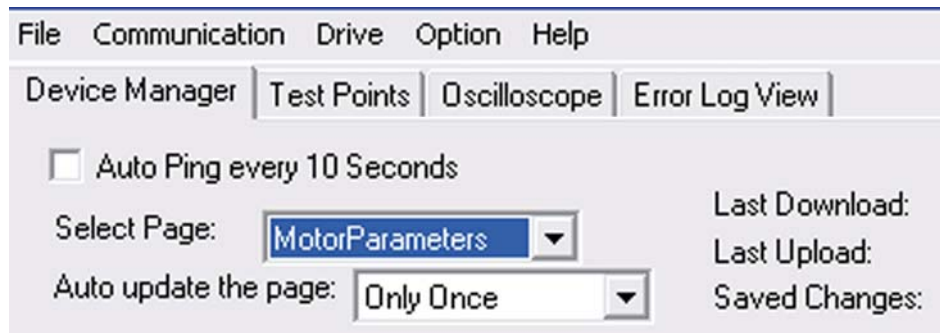 File Communication Drive Option Help
Device Manager Test Points Oscilloscope Error Log View
Auto Ping every 10 Seconds
Select Page: MotorParameters
Auto update the page: Only Once
Last Download:
Last Upload:
Saved Changes: